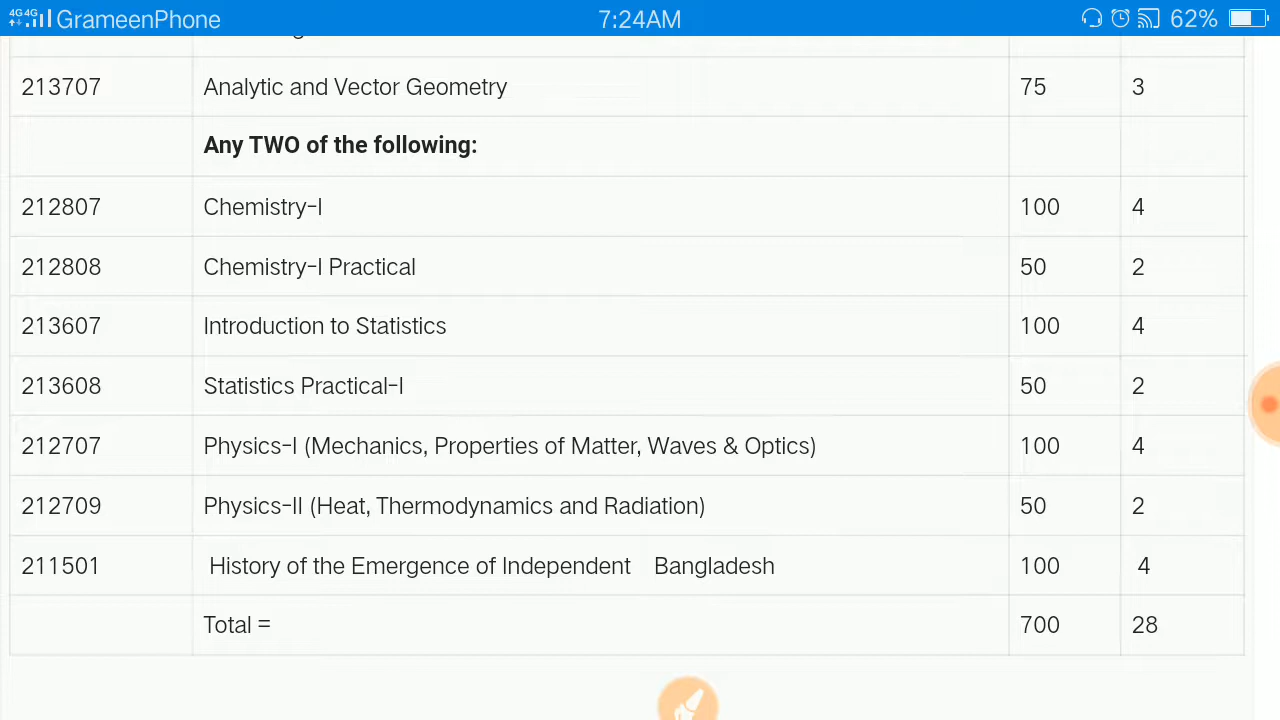 4G4G GrameenPhone 7:24AM 62%
213707 Analytic and Vector Geometry 75 3
Any TWO of the following:
212807 Chemistry-I 100 4
212808 Chemistry-I Practical 50 2
213607 Introduction to Statistics 100 4
213608 Statistics Practical-I 50 2
212707 Physics-I (Mechanics, Properties of Matter, Waves & Optics) 100 4
212709 Physics-II (Heat, Thermodynamics and Radiation) 50 2
211501 History of the Emergence of Independent Bangladesh 100 4
Total = 700 28